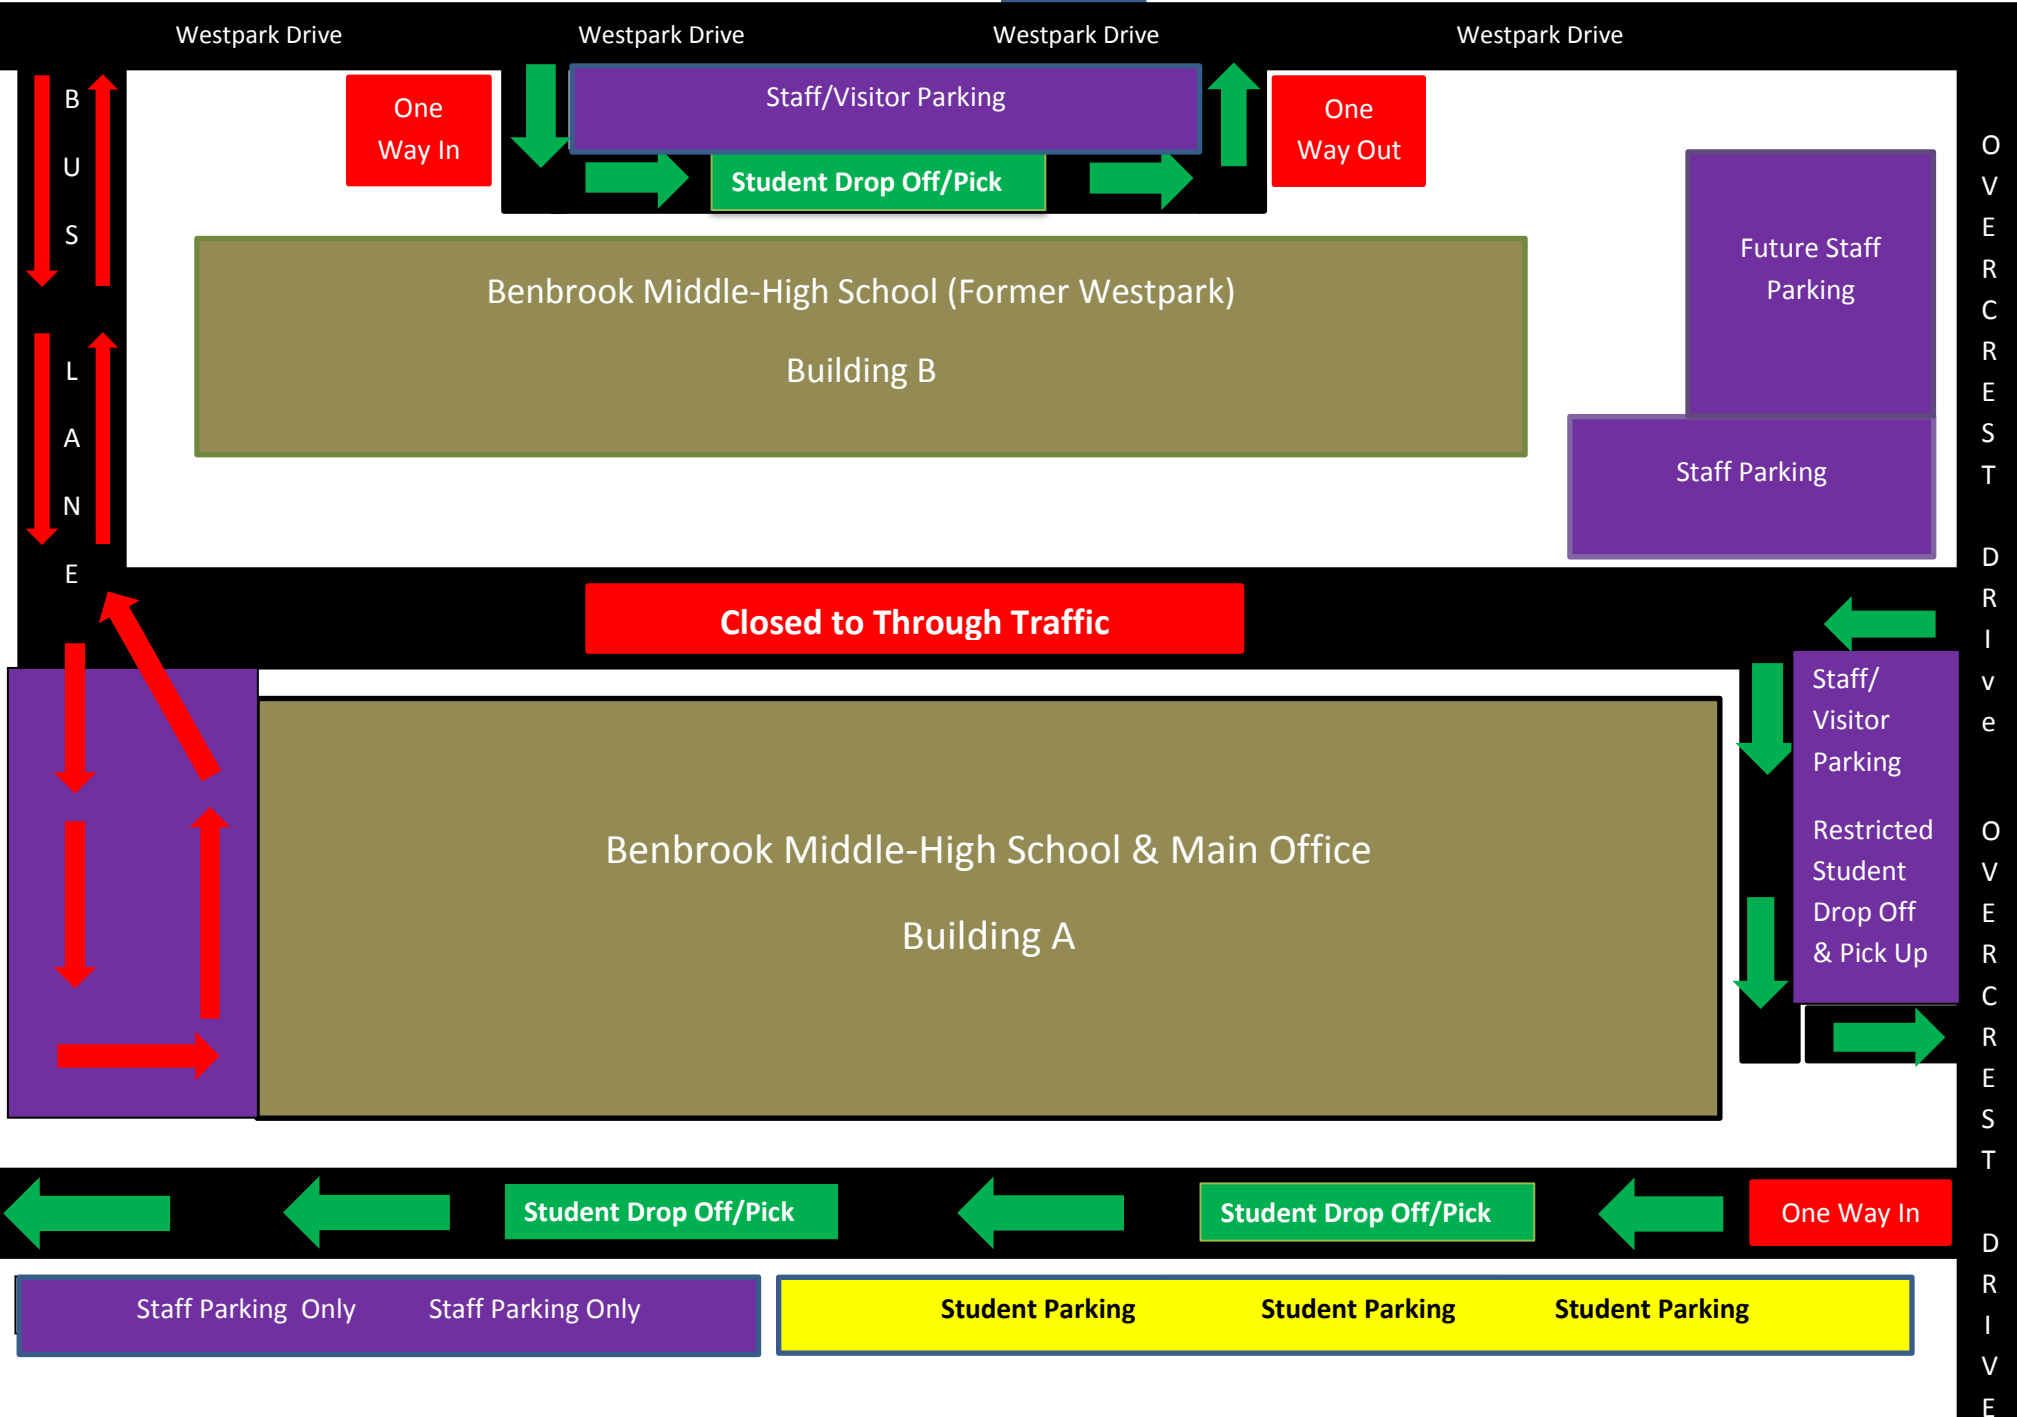 Westpark Drive Westpark Drive Westpark Drive Westpark Drive
B
U
S
L
A
N
E
One
Way In
Staff/Visitor Parking
One
Way Out
Student Drop Off/Pick
Benbrook Middle-High School (Former Westpark)
Building B
Future Staff
Parking
Staff Parking
O
V
E
R
C
R
E
S
T
D
R
I
v
e
O
V
E
R
C
R
E
S
T
D
R
I
V
E
Closed to Through Traffic
Staff/
Visitor
Parking
Restricted
Student
Drop Off
& Pick Up
Benbrook Middle-High School & Main Office
Building A
Student Drop Off/Pick Student Drop Off/Pick One Way In
Staff Parking Only Staff Parking Only Student Parking Student Parking Student Parking